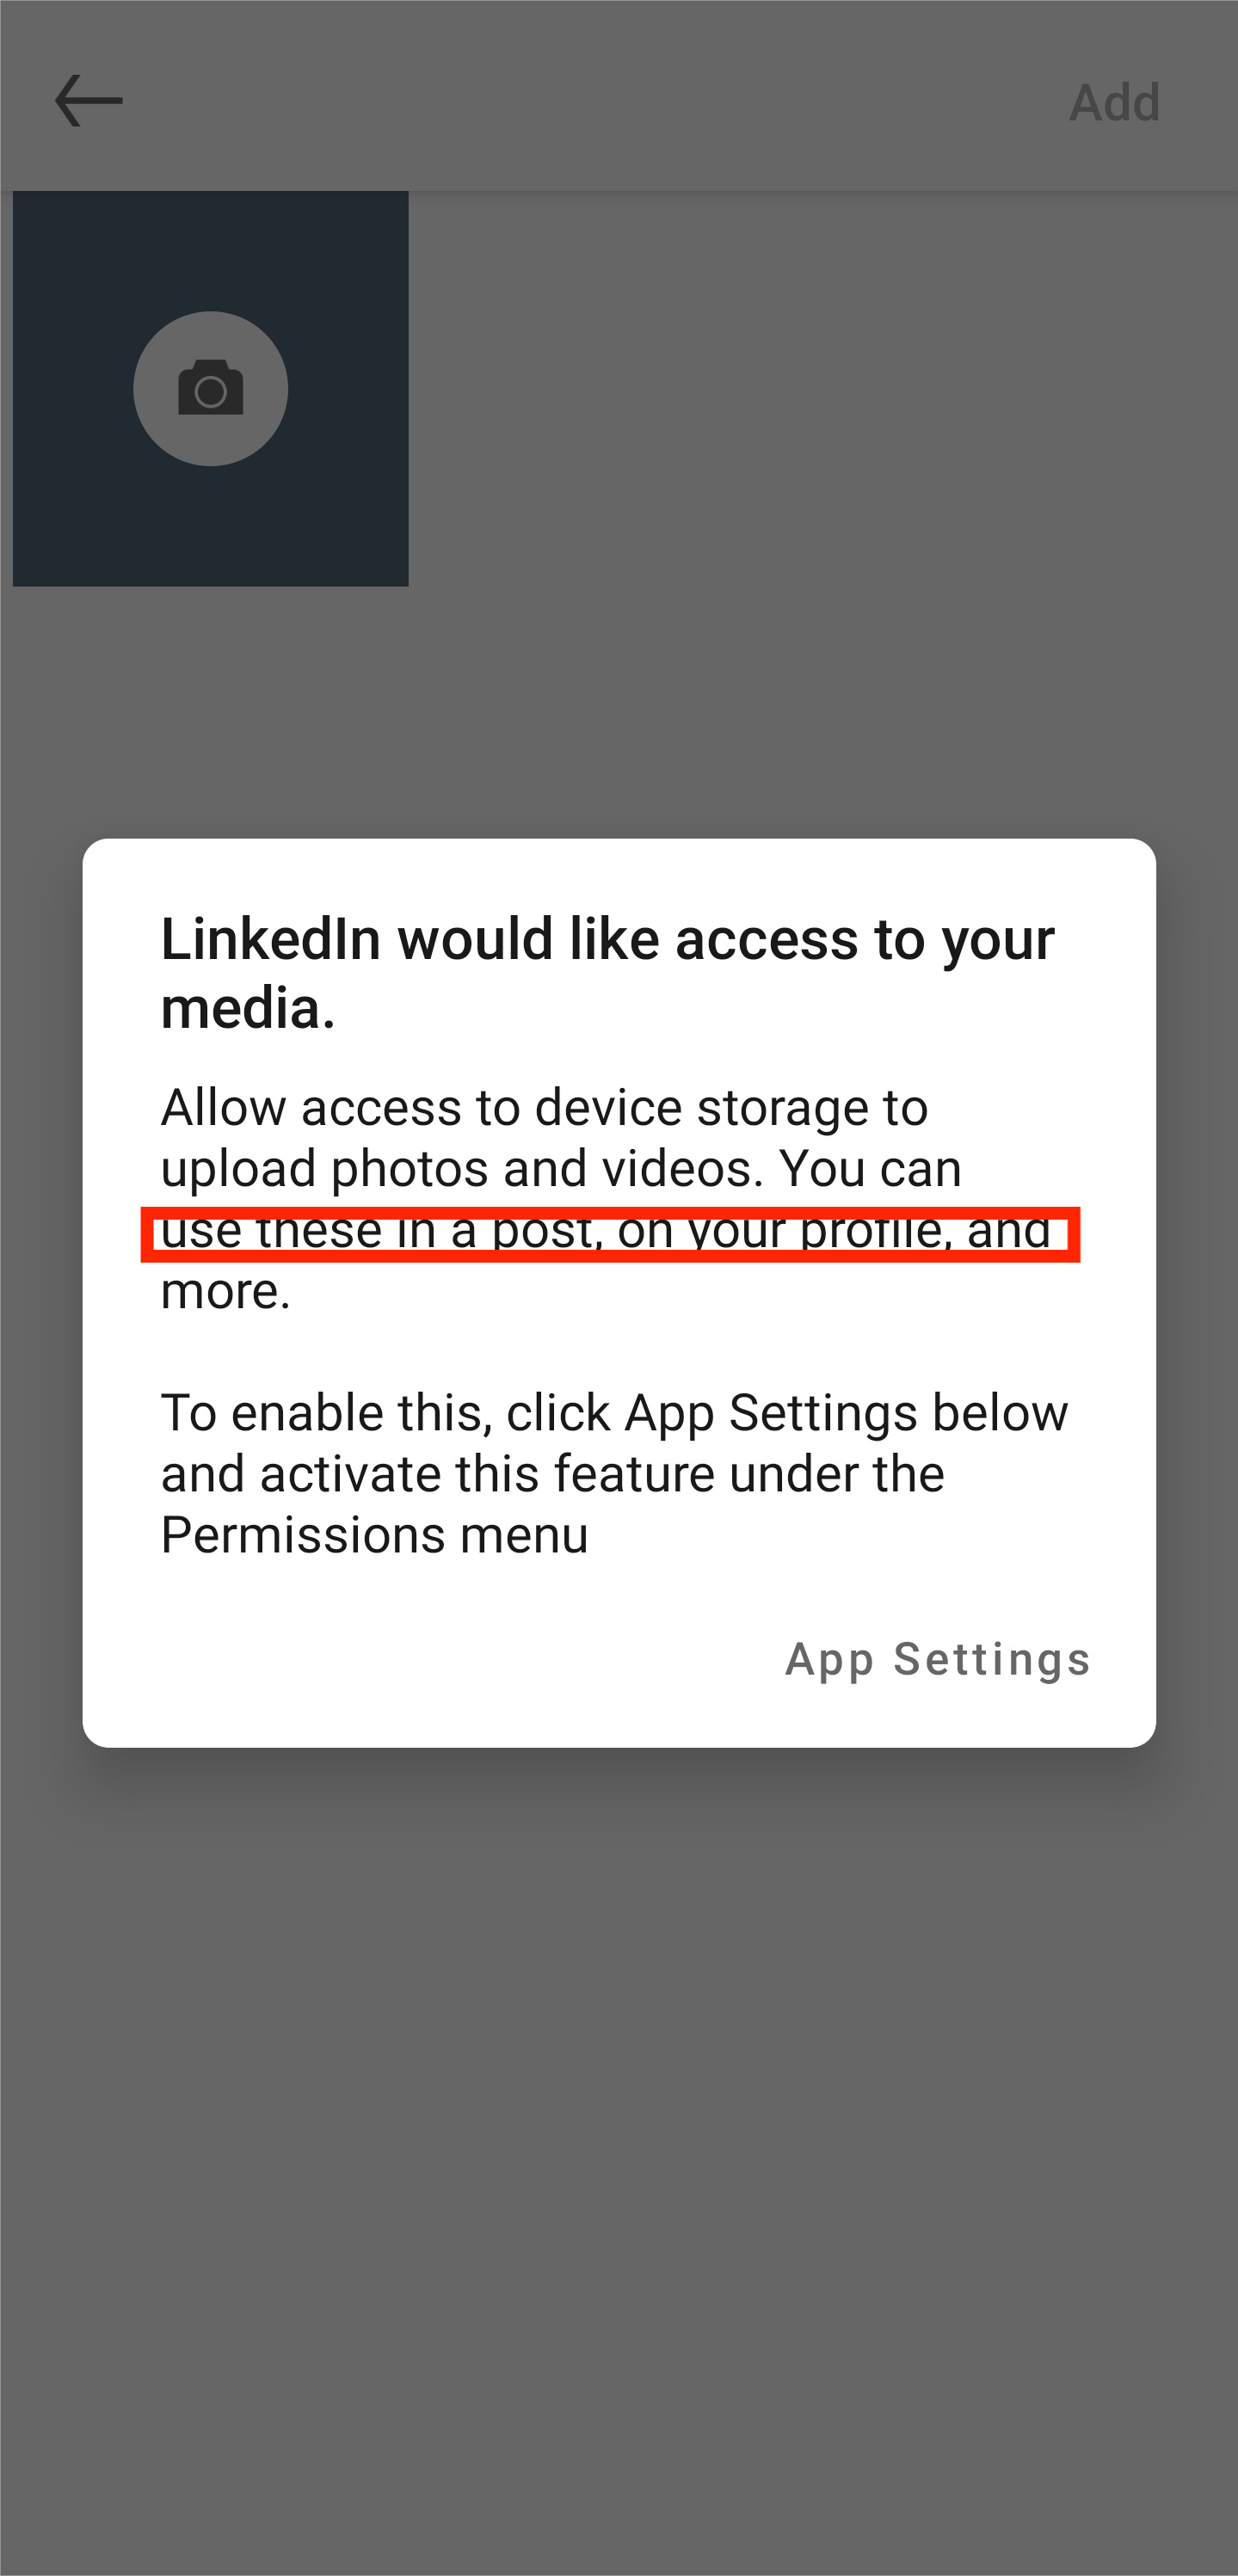 Add
LinkedIn would like access to your
media.
Allow access to device storage to
upload photos and videos. You can
use these in a post, on your profile, and
more.
To enable this, click App Settings below
and activate this feature under the
Permissions menu
App Settings